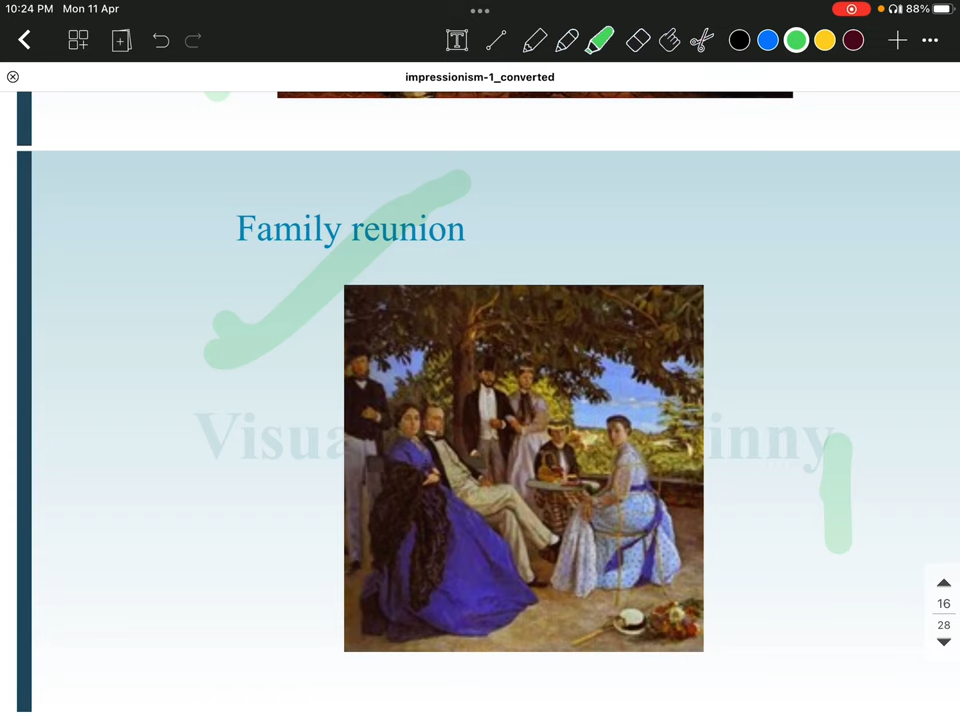 10:24 PM Mon 11 Apr
88%
impressionism-1_converted
Family reunion
16
28